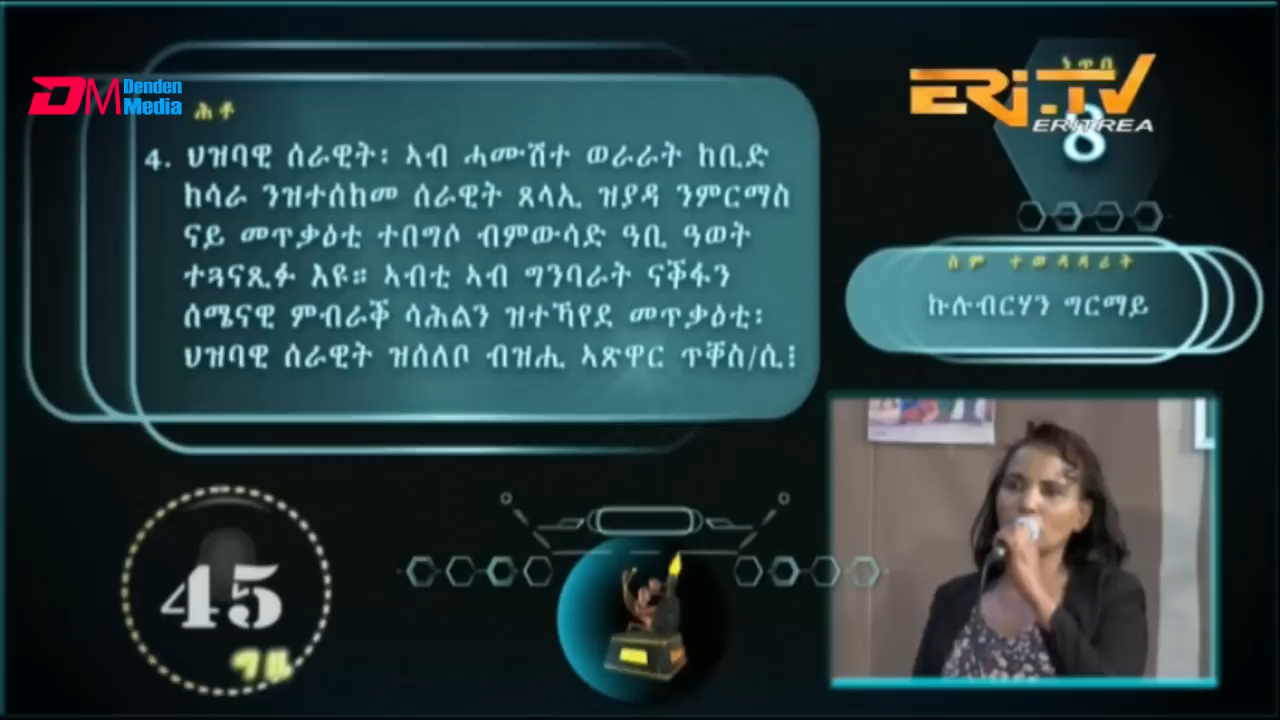 DM Denden
Media
ሕቶ
4. ህዝባዊ ሰራዊት፡ ኣብ ሓሙሽተ ወራራት ከቢድ
ክሳራ ንዝተሰከመ ሰራዊት ጸላኢ ዝያዳ ንምርማስ
ናይ መጥቃዕቲ ተበግሶ ብምውሳድ ዓቢ ዓወት
ተጓናጺፉ እዩ። ኣብቲ ኣብ ግንባራት ናቕፋን
ሰሜናዊ ምብራቕ ሳሕልን ዝተኻየደ መጥቃዕቲ፡
ህዝባዊ ሰራዊት ዝሰለቦ ብዝሒ ኣጽዋር ጥቐስ/ሲ፤
ነጥቢ
ERi-TV
ERITREA
8
ስም ተወዳዳሪት
ኩሉብርሃን ግርማይ
45
ግዜ